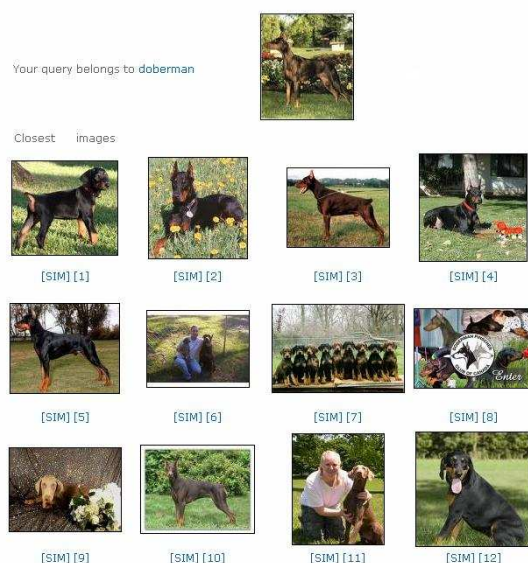 Your query belongs to doberman
Closest images
[SIM] [1] [SIM] [2] [SIM] [3] [SIM] [4]
[SIM] [5] [SIM] [6] [SIM] [7] [SIM] [8]
Enter
[SIM] [9] [SIM] [10] [SIM] [11] [SIM] [12]